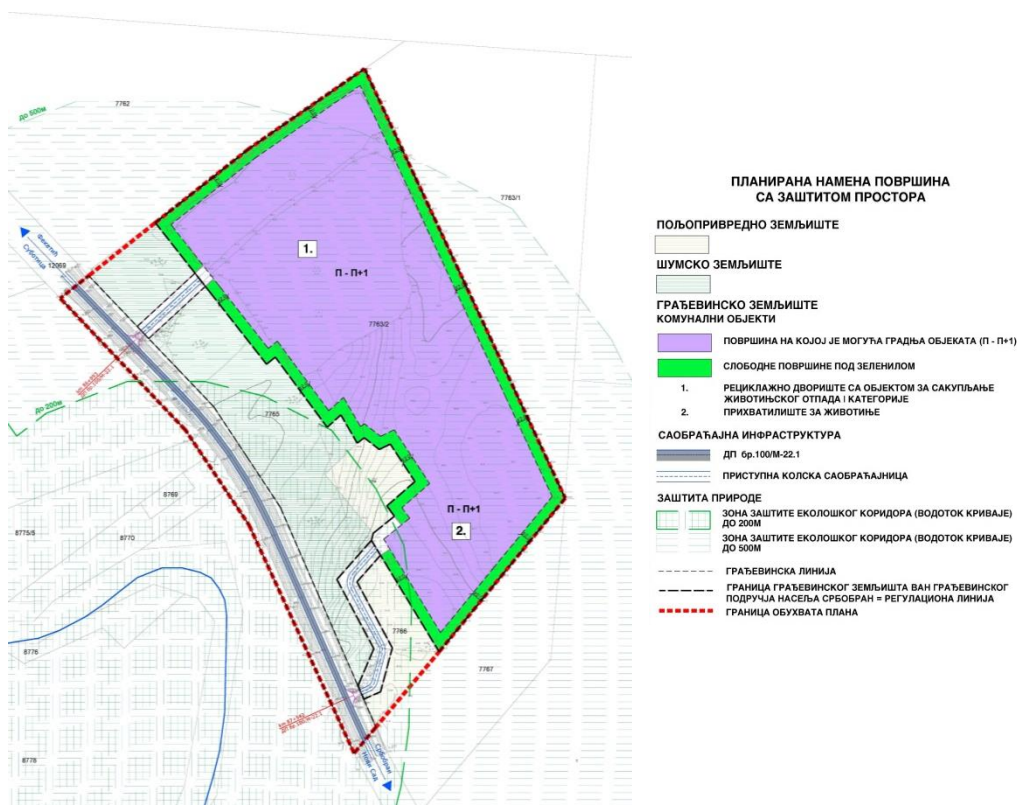 до 500м
7762
7763/1
1.
П - П+1
Фекетић
Суботица
12069
7763/2
до 200м
7765
8769
8775/5
8770
П - П+1
2.
7766
8776
7767
8778
Србобран
Нови Сад
ПЛАНИРАНА НАМЕНА ПОВРШИНА
СА ЗАШТИТОМ ПРОСТОРА
ПОЉОПРИВРЕДНО ЗЕМЉИШТЕ
ШУМСКО ЗЕМЉИШТЕ
ГРАЂЕВИНСКО ЗЕМЉИШТЕ
КОМУНАЛНИ ОБЈЕКТИ
ПОВРШИНА НА КОЈОЈ ЈЕ МОГУЋА ГРАДЊА ОБЈЕКАТА (П - П+1)
СЛОБОДНЕ ПОВРШИНЕ ПОД ЗЕЛЕНИЛОМ
1. РЕЦИКЛАЖНО ДВОРИШТЕ СА ОБЈЕКТОМ ЗА САКУПЉАЊЕ
ЖИВОТИЊСКОГ ОТПАДА I КАТЕГОРИЈЕ
2. ПРИХВАТИЛИШТЕ ЗА ЖИВОТИЊЕ
САОБРАЋАЈНА ИНФРАСТРУКТУРА
ДП бр.100/М-22.1
ПРИСТУПНА КОЛСКА САОБРАЋАЈНИЦА
ЗАШТИТА ПРИРОДЕ
ЗОНА ЗАШТИТЕ ЕКОЛОШКОГ КОРИДОРА (ВОДОТОК КРИВАЈЕ)
ДО 200М
ЗОНА ЗАШТИТЕ ЕКОЛОШКОГ КОРИДОРА (ВОДОТОК КРИВАЈЕ)
ДО 500М
ГРАЂЕВИНСКА ЛИНИЈА
ГРАНИЦА ГРАЂЕВИНСКОГ ЗЕМЉИШТА ВАН ГРАЂЕВИНСКОГ
ПОДРУЧЈА НАСЕЉА СРБОБРАН = РЕГУЛАЦИОНА ЛИНИЈА
ГРАНИЦА ОБУХВАТА ПЛАНА